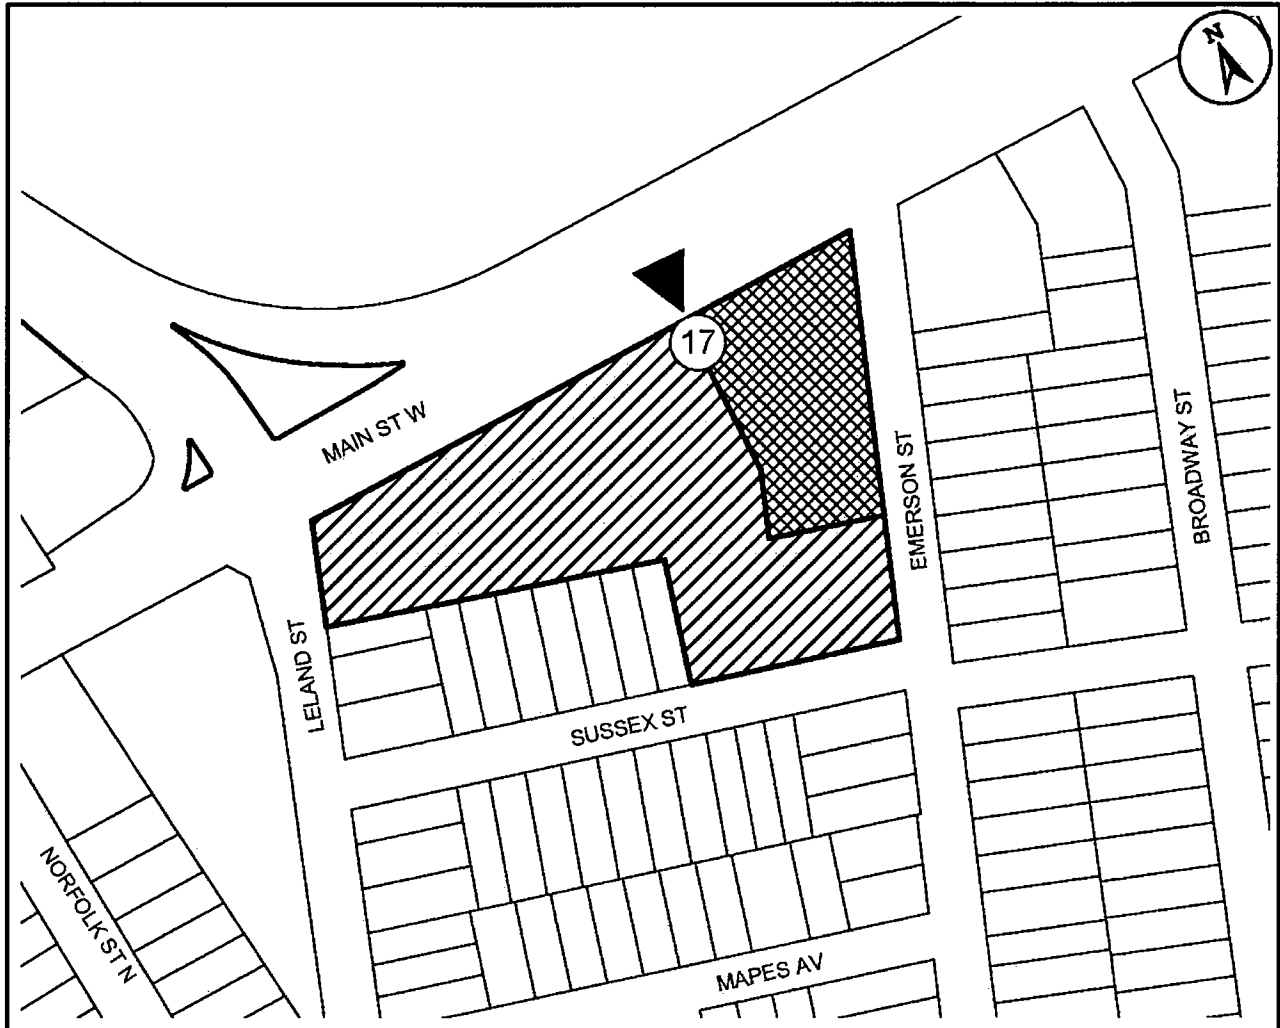 N
17
MAIN ST W
EMERSON ST
BROADWAY ST
LELAND ST
SUSSEX ST
NORFOLK ST N
MAPES AV